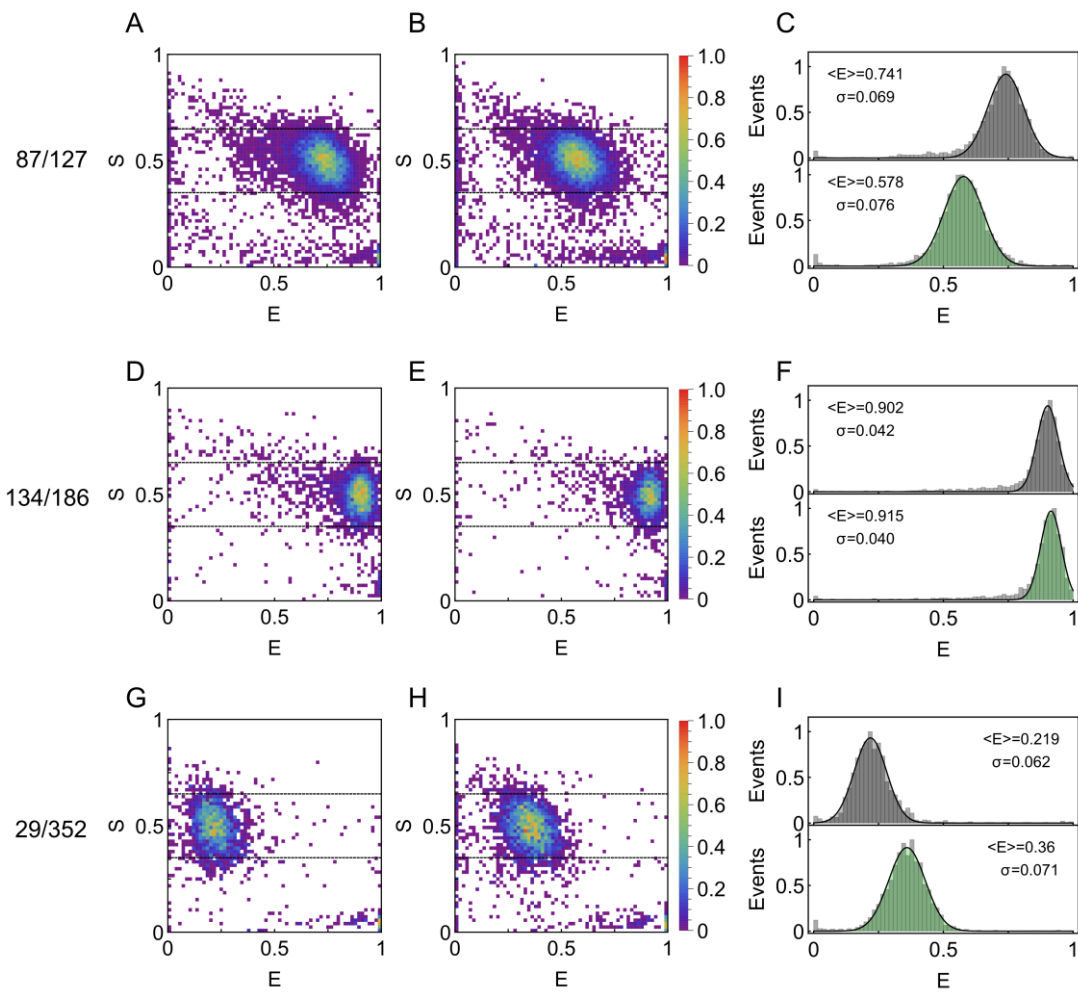 A B C
1
S
0.5
0
0 0.5 1
E
0 0.5 1
E
1.0
0.8
0.6
0.4
0.2
0
87/127
Events
1
0.5
0
<E>=0.741
σ=0.069
Events
1
0.5
0
<E>=0.578
σ=0.076
0 0.5 1
E
D E F
1
S
0.5
0
0 0.5 1
E
1
S
0.5
0
0 0.5 1
E
1.0
0.8
0.6
0.4
0.2
0
134/186
Events
1
0.5
0
<E>=0.902
σ=0.042
Events
1
0.5
0
<E>=0.915
σ=0.040
0 0.5 1
E
G H I
1
S
0.5
0
0 0.5 1
E
1
S
0.5
0
0 0.5 1
E
1.0
0.8
0.6
0.4
0.2
0
29/352
Events
1
0.5
0
<E>=0.219
σ=0.062
Events
1
0.5
0
<E>=0.36
σ=0.071
0 0.5 1
E